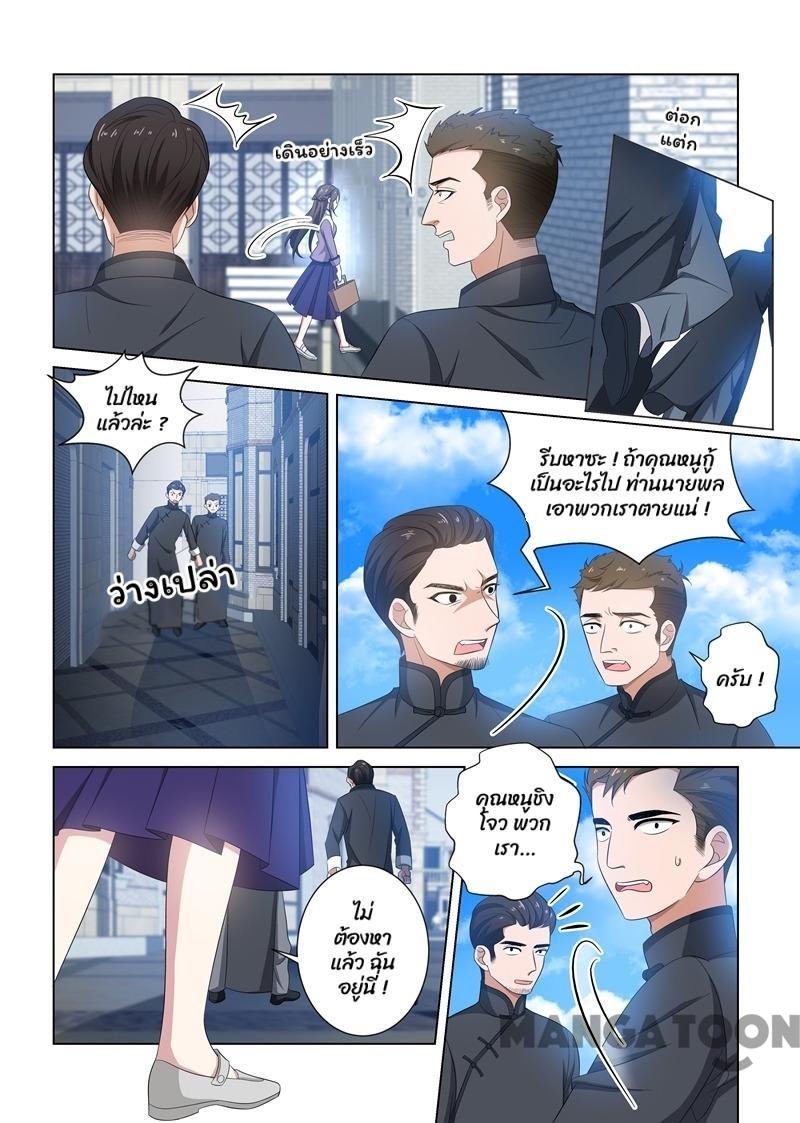 เดินอย่างเร็ว
ต่อก
แต่ก
ไปไหน
แล้วล่ะ ?
ว่างเปล่า
รีบหาซะ ! ถ้าคุณหนูกู้
เป็นอะไรไป ท่านนายพล
เอาพวกเราตายแน่ !
ครับ !
ไม่
ต้องหา
แล้ว ฉัน
อยู่นี่ !
คุณหนูชิง
โจว พวก
เรา...
MANGATOON